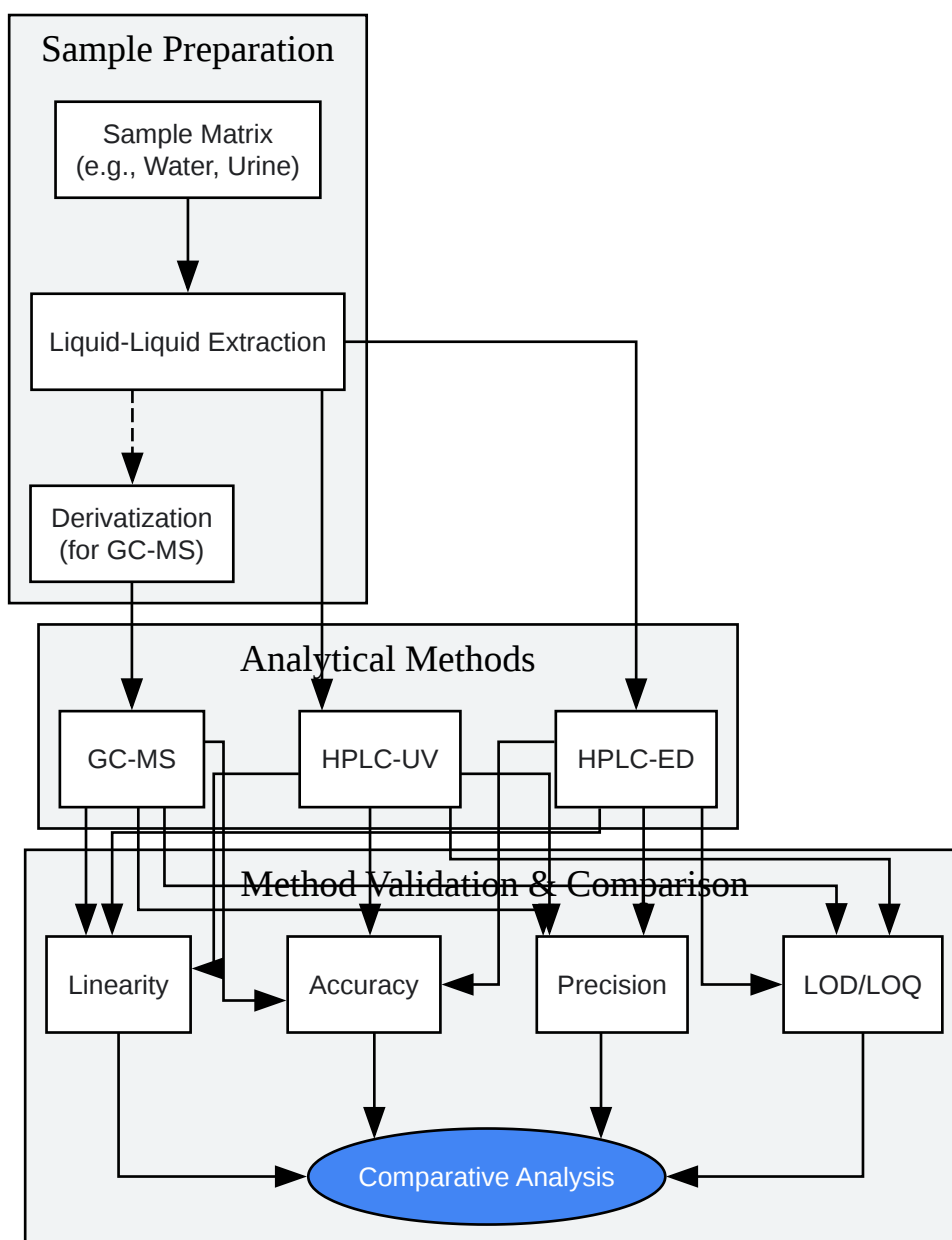 Sample Preparation
Sample Matrix
(e.g., Water, Urine)
Liquid-Liquid Extraction
Derivatization
(for GC-MS)
Analytical Methods
GC-MS
HPLC-UV
HPLC-ED
Method Validation & Comparison
Linearity
Accuracy
Precision
LOD/LOQ
Comparative Analysis